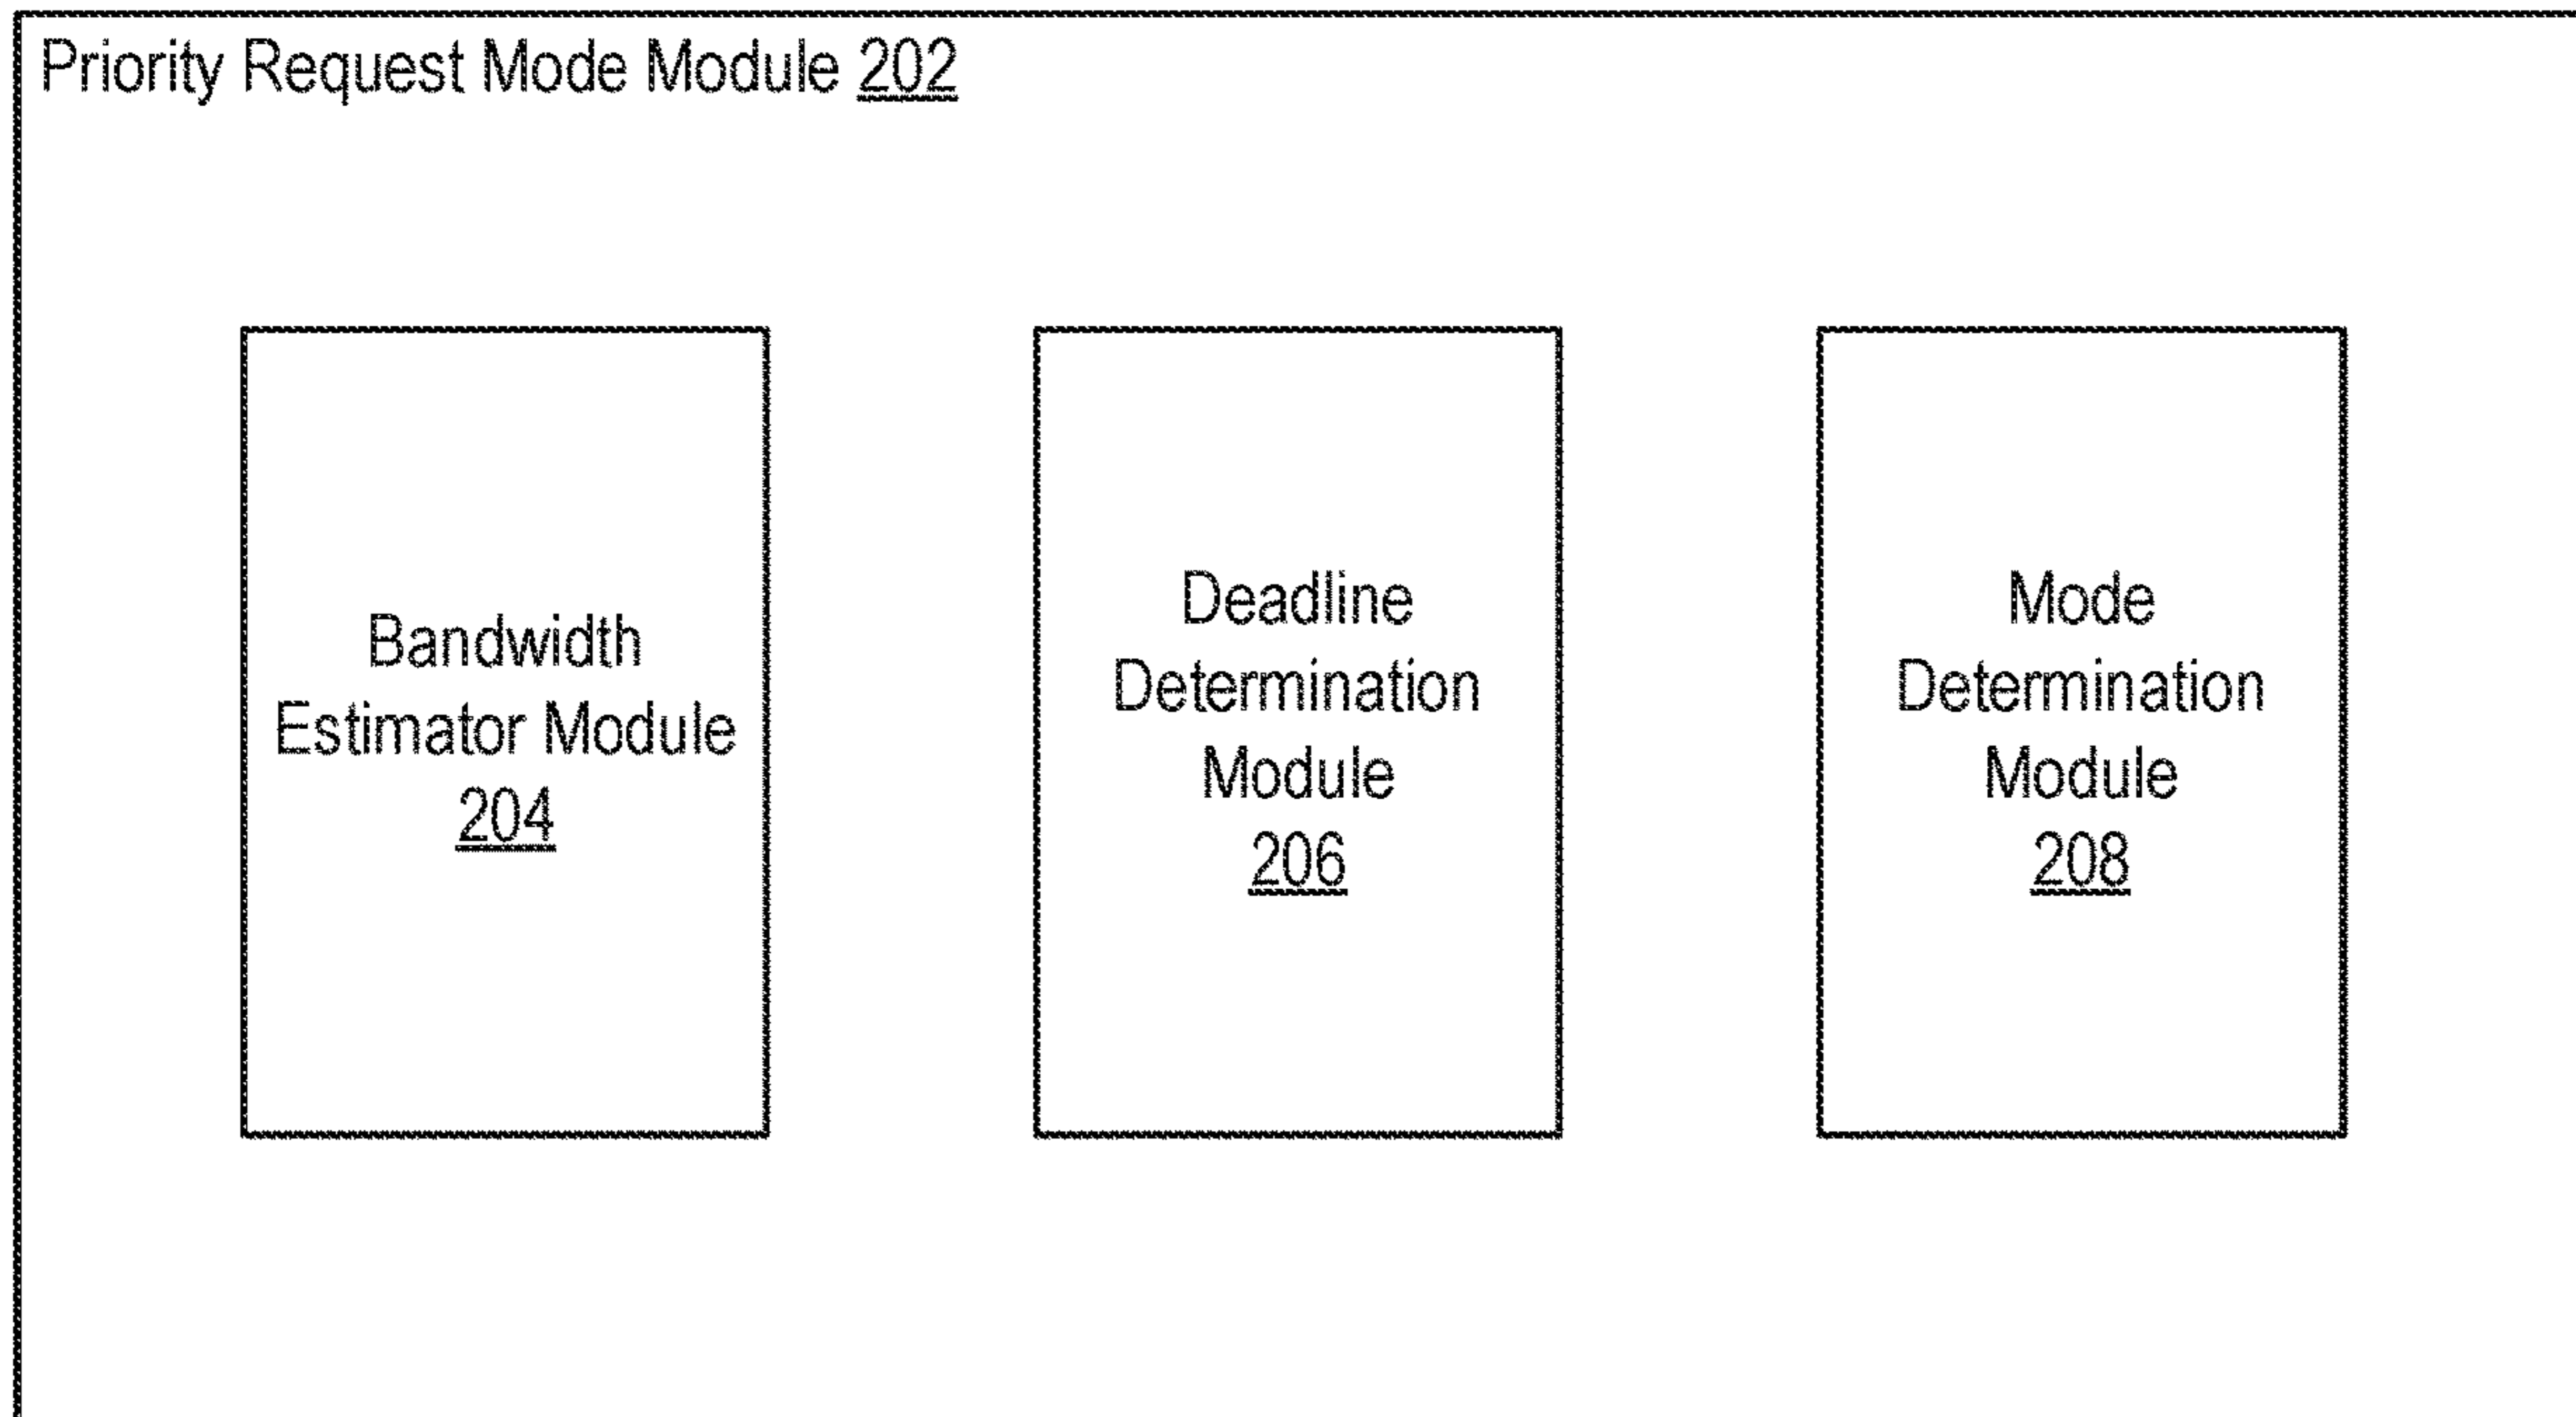 Priority Request Mode Module 202
Bandwidth
Estimator Module
204
Deadline
Determination
Module
206
Mode
Determination
Module
208